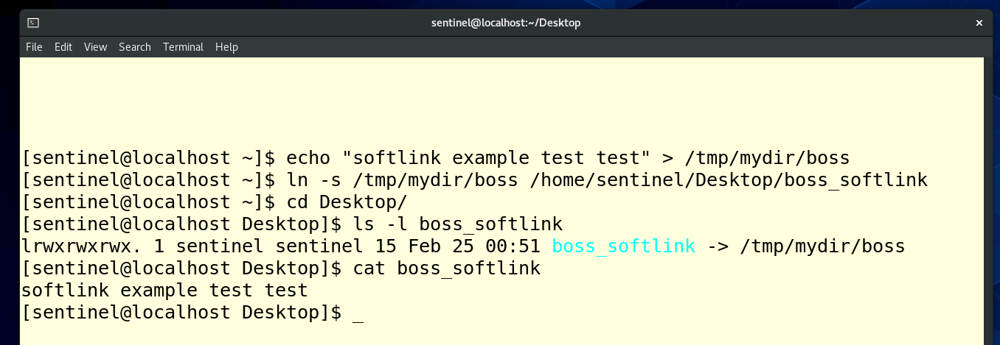 sentinel@localhost:~/Desktop
File Edit View Search Terminal Help
[sentinel@localhost ~]$ echo "softlink example test test" > /tmp/mydir/boss
[sentinel@localhost ~]$ ln -s /tmp/mydir/boss /home/sentinel/Desktop/boss_softlink
[sentinel@localhost ~]$ cd Desktop/
[sentinel@localhost Desktop]$ ls -l boss_softlink
lrwxrwxrwx. 1 sentinel sentinel 15 Feb 25 00:51 boss_softlink -> /tmp/mydir/boss
[sentinel@localhost Desktop]$ cat boss_softlink
softlink example test test
[sentinel@localhost Desktop]$ _